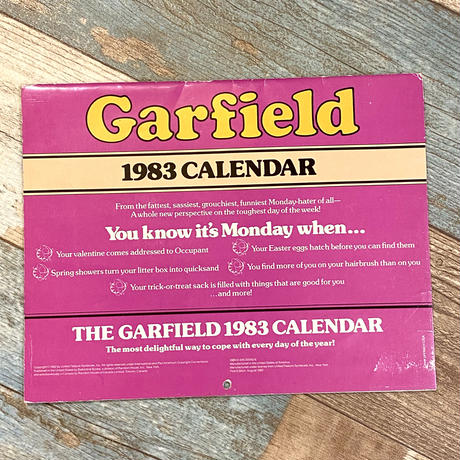 Garfield
1983 CALENDAR
From the fattest, sassiest, grouchiest, funniest Monday-hater of all—
A whole new perspective on the toughest day of the week!
You know it's Monday when...
Your valentine comes addressed to Occupant
Your Easter eggs hatch before you can find them
Spring showers turn your litter box into quicksand
You find more of you on your hairbrush than on you
Your trick-or-treat sack is filled with things that are good for you
...and more!
THE GARFIELD 1983 CALENDAR
The most delightful way to cope with every day of the year!